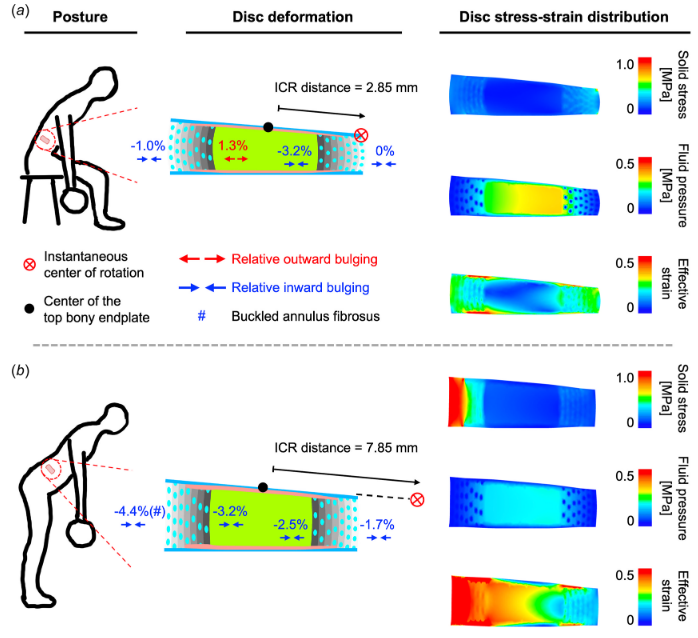 (a)
Posture
Disc deformation
Disc stress-strain distribution
ICR distance = 2.85 mm
-1.0%
1.3%
-3.2%
0%
1.0
0
Solid stress
[MPa]
0.5
0
Fluid pressure
[MPa]
0.5
0
Effective
strain
Instantaneous
center of rotation
Center of the
top bony endplate
Relative outward bulging
Relative inward bulging
# Buckled annulus fibrosus
(b)
ICR distance = 7.85 mm
-4.4%(#)
-3.2%
-2.5%
-1.7%
1.0
0
Solid stress
[MPa]
0.5
0
Fluid pressure
[MPa]
0.5
0
Effective
strain